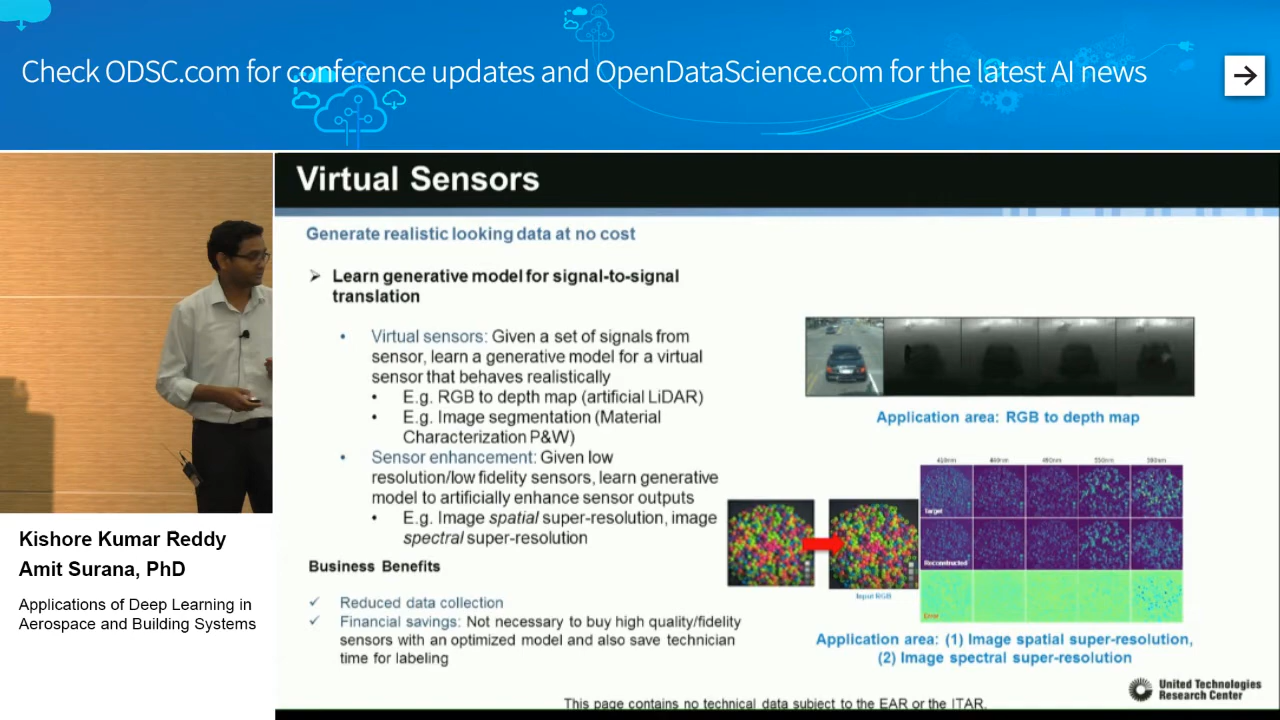 Check ODSC.com for conference updates and OpenDataScience.com for the latest AI news
Virtual Sensors
Generate realistic looking data at no cost
Learn generative model for signal-to-signal
translation
Virtual sensors: Given a set of signals from
sensor, learn a generative model for a virtual
sensor that behaves realistically
E.g. RGB to depth map (artificial LiDAR)
E.g. Image segmentation (Material
Characterization P&W)
Sensor enhancement: Given low
resolution/low fidelity sensors, learn generative
model to artificially enhance sensor outputs
E.g. Image spatial super-resolution, image
spectral super-resolution
Business Benefits
Reduced data collection
Financial savings: Not necessary to buy high quality/fidelity
sensors with an optimized model and also save technician
time for labeling
Application area: RGB to depth map
Target
Reconstructed
Error
Input RGB
Application area: (1) Image spatial super-resolution,
(2) Image spectral super-resolution
United Technologies
Research Center
This page contains no technical data subject to the EAR or the ITAR.
Kishore Kumar Reddy
Amit Surana, PhD
Applications of Deep Learning in
Aerospace and Building Systems